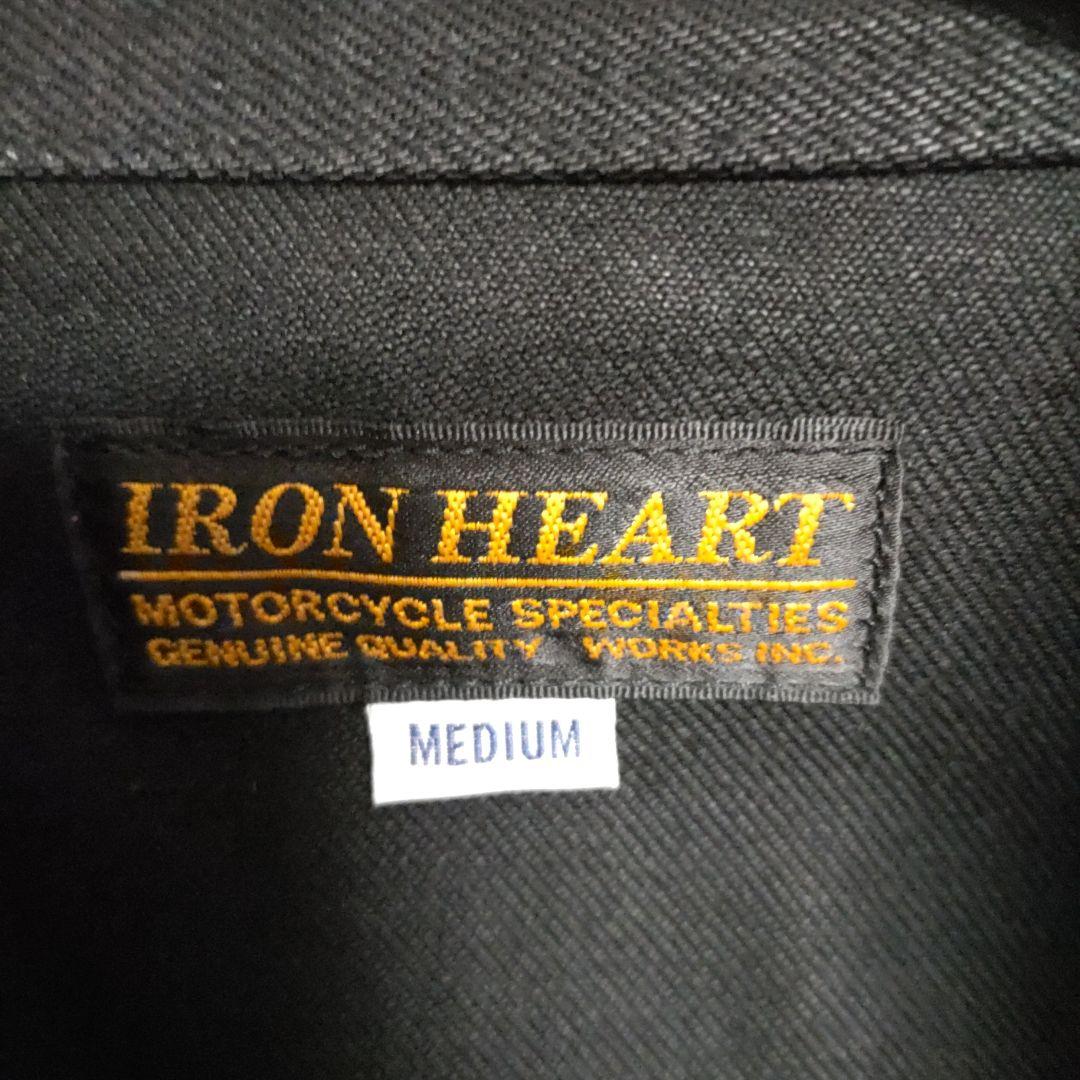 IRON HEART
MOTORCYCLE SPECIALTIES
GENUINE QUALITY WORKS INC.
MEDIUM